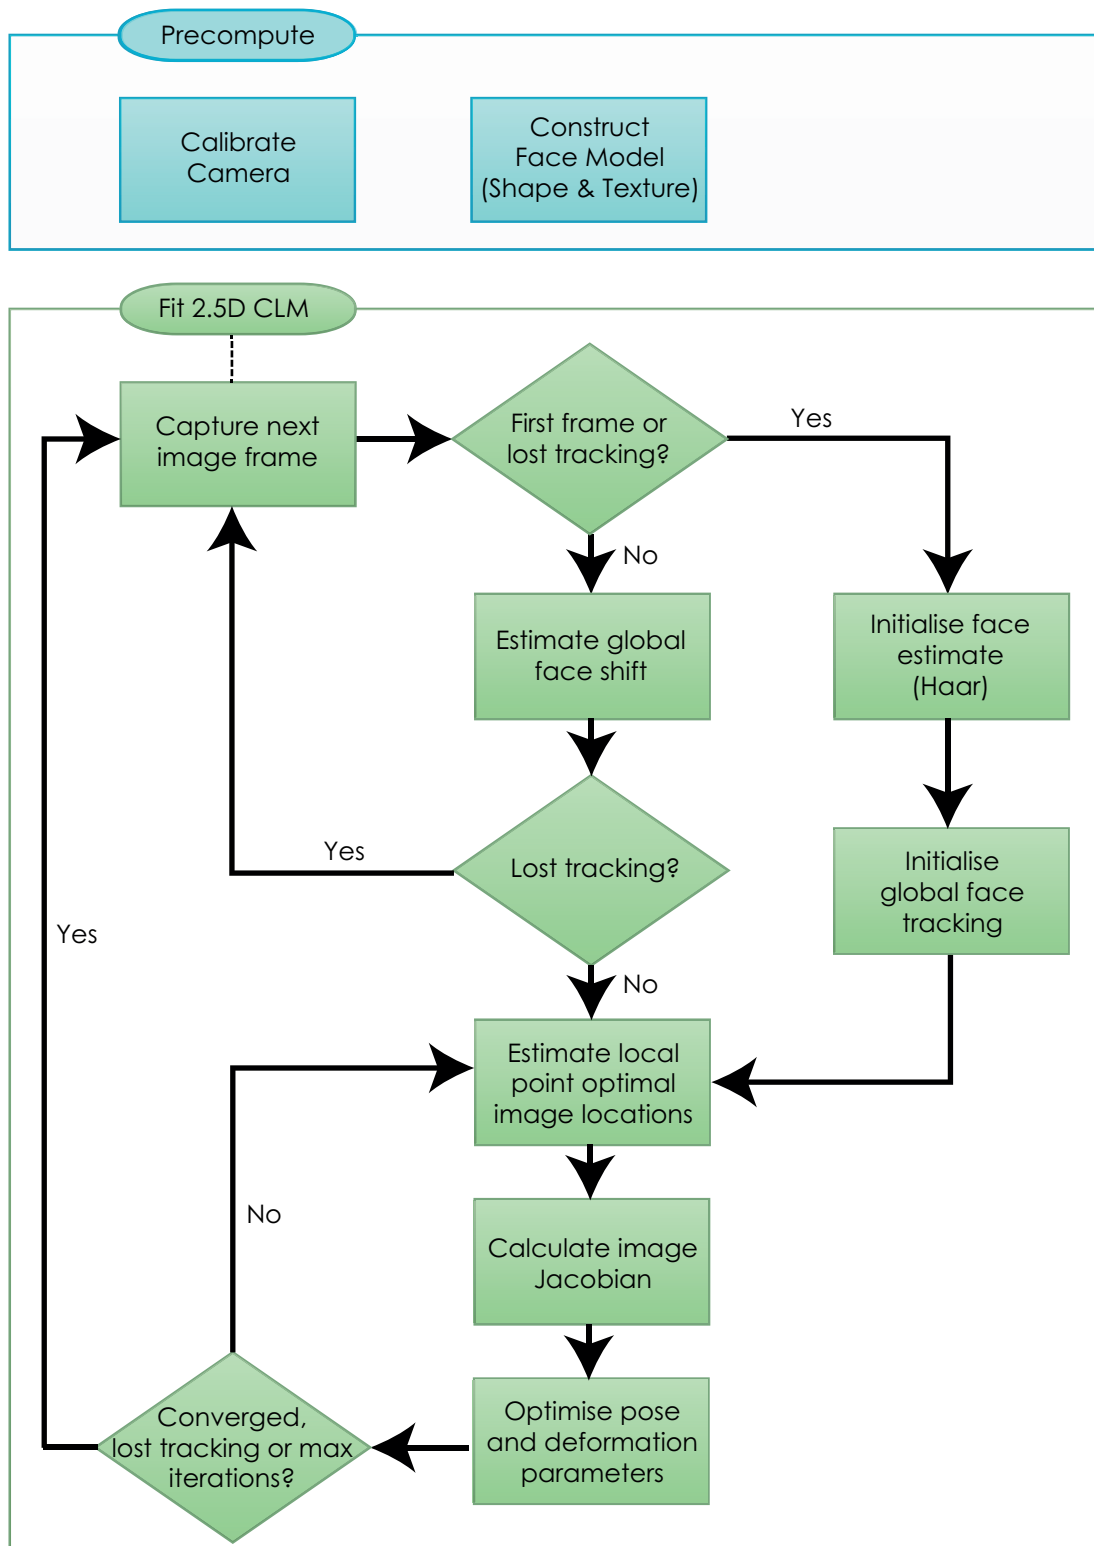 Precompute
Calibrate
Camera
Construct
Face Model
(Shape & Texture)
Fit 2.5D CLM
Capture next
image frame
First frame or
lost tracking?
Yes
No
Estimate global
face shift
Initialise face
estimate
(Haar)
Yes
Lost tracking?
Initialise
global face
tracking
Yes
No
Estimate local
point optimal
image locations
No
Calculate image
Jacobian
Converged,
lost tracking or max
iterations?
Optimise pose
and deformation
parameters